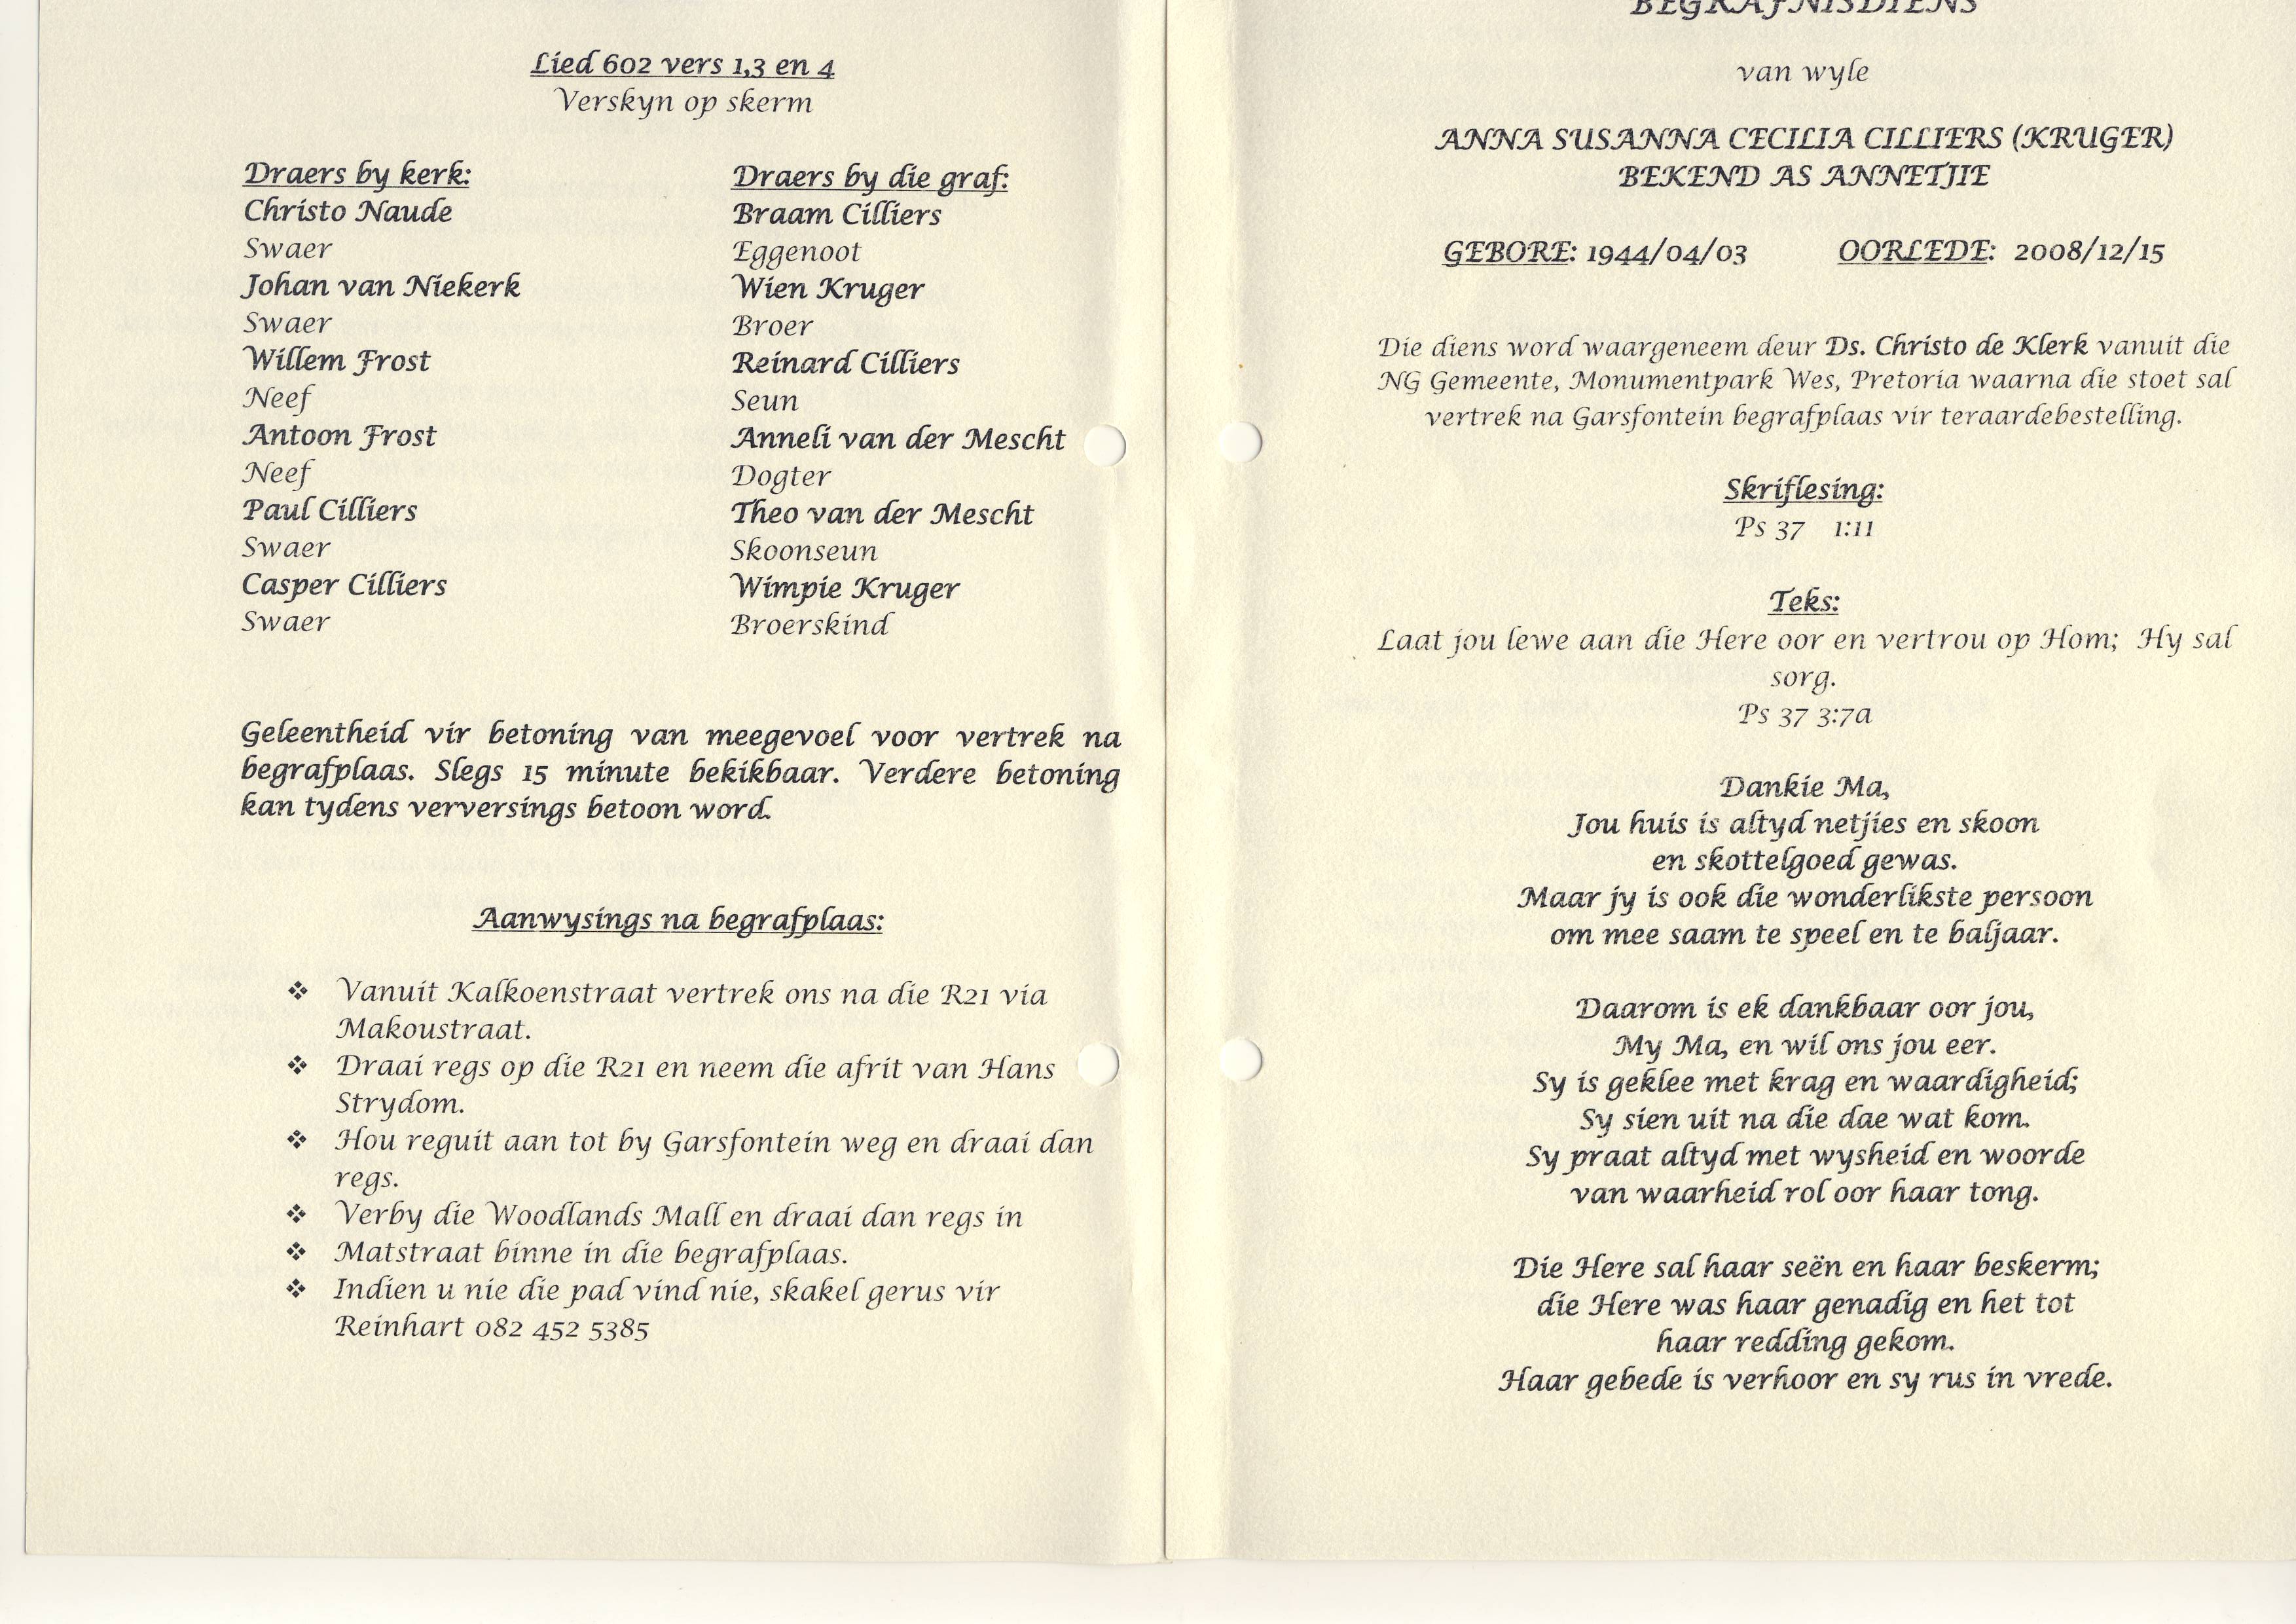 Lied 602 vers 1,3 en 4
Verskyn op skerm
Draers by kerk:
Christo Naude
Swaer
Johan van Niekerk
Swaer
Willem Frost
Neef
Antoon Frost
Neef
Paul Cilliers
Swaer
Casper Cilliers
Swaer
Draers by die graf:
Braam Cilliers
Eggenoot
Wien Kruger
Broer
Reinard Cilliers
Seun
Anneli van der Mescht
Dogter
Theo van der Mescht
Skoonseun
Wimpie Kruger
Broerskind
Geleentheid vir betoning van meegevoel voor vertrek na
begrafplaas. Slegs 15 minute bekikbaar. Verdere betoning
kan tydens verversings betoon word.
Aanwysings na begrafplaas:
❖ Vanuit Kalkoenstraat vertrek ons na die R21 via
Makoustraat.
❖ Draai regs op die R21 en neem die afrit van Hans
Strydom.
❖ Hou reguit aan tot by Garsfontein weg en draai dan
regs.
❖ Verby die Woodlands Mall en draai dan regs in
❖ Matstraat binne in die begrafplaas.
❖ Indien u nie die pad vind nie, skakel gerus vir
Reinhart 082 452 5385
BEGRAFNISDIENS
van wyle
ANNA SUSANNA CECILIA CILLIERS (KRUGER)
BEKEND AS ANNETJIE
GEBORE: 1944/04/03 OORLEDE: 2008/12/15
Die diens word waargeneem deur Ds. Christo de Klerk vanuit die
NG Gemeente, Monumentpark Wes, Pretoria waarna die stoet sal
vertrek na Garsfontein begrafplaas vir teraardebestelling.
Skriflesing:
Ps 37 1:11
Teks:
Laat jou lewe aan die Here oor en vertrou op Hom; Hy sal
sorg.
Ps 37 3:7a
Dankie Ma,
Jou huis is altyd netjies en skoon
en skottelgoed gewas.
Maar jy is ook die wonderlikste persoon
om mee saam te speel en te baljaar.
Daarom is ek dankbaar oor jou,
My Ma, en wil ons jou eer.
Sy is geklee met krag en waardigheid;
Sy sien uit na die dae wat kom.
Sy praat altyd met wysheid en woorde
van waarheid rol oor haar tong.
Die Here sal haar seën en haar beskerm;
die Here was haar genadig en het tot
haar redding gekom.
Haar gebede is verhoor en sy rus in vrede.